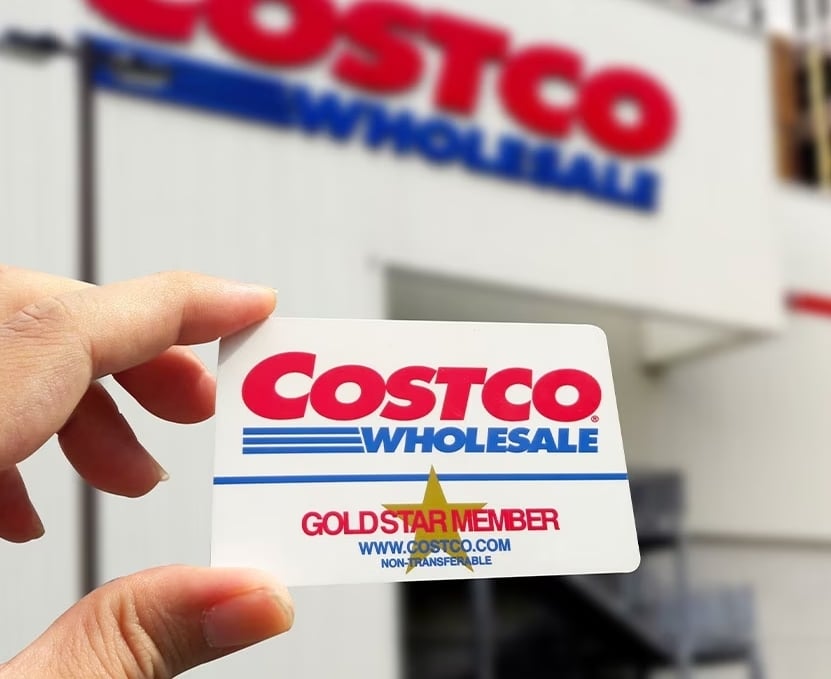 COSTCO
WHOLESALE
COSTCO®
WHOLESALE
GOLD STAR MEMBER
WWW.COSTCO.COM
NON-TRANSFERABLE